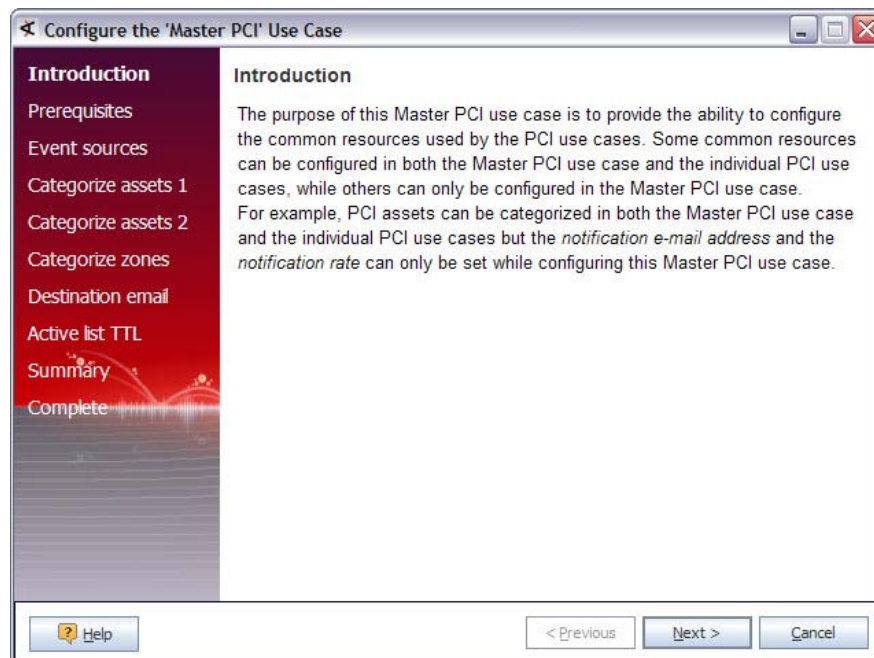 Configure the 'Master PCI' Use Case
Introduction
Prerequisites
Event sources
Categorize assets 1
Categorize assets 2
Categorize zones
Destination email
Active list TTL
Summary
Complete
Introduction
The purpose of this Master PCI use case is to provide the ability to configure
the common resources used by the PCI use cases. Some common resources
can be configured in both the Master PCI use case and the individual PCI use
cases, while others can only be configured in the Master PCI use case.
For example, PCI assets can be categorized in both the Master PCI use case
and the individual PCI use cases but the notification e-mail address and the
notification rate can only be set while configuring this Master PCI use case.
Help
< Previous
Next >
Cancel